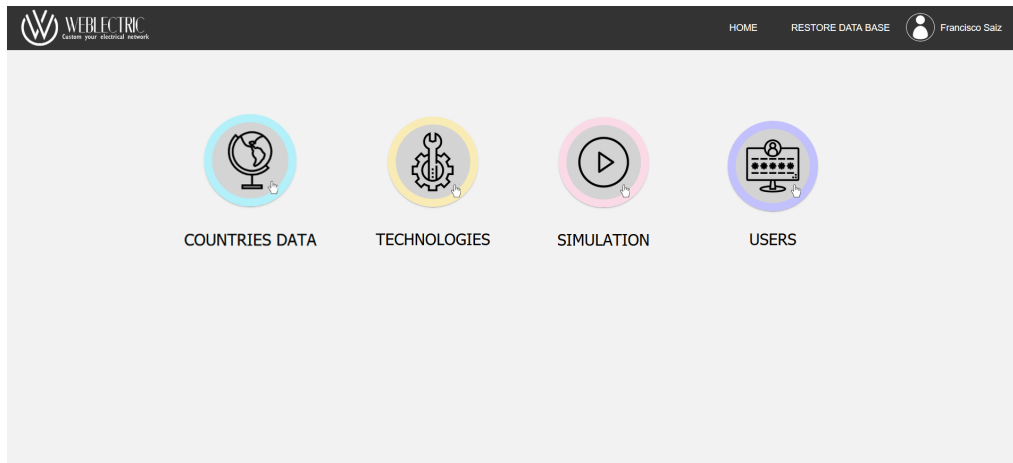 WEBLECTRIC
Custom your electrical network
HOME
RESTORE DATA BASE
Francisco Saiz
COUNTRIES DATA
TECHNOLOGIES
SIMULATION
USERS